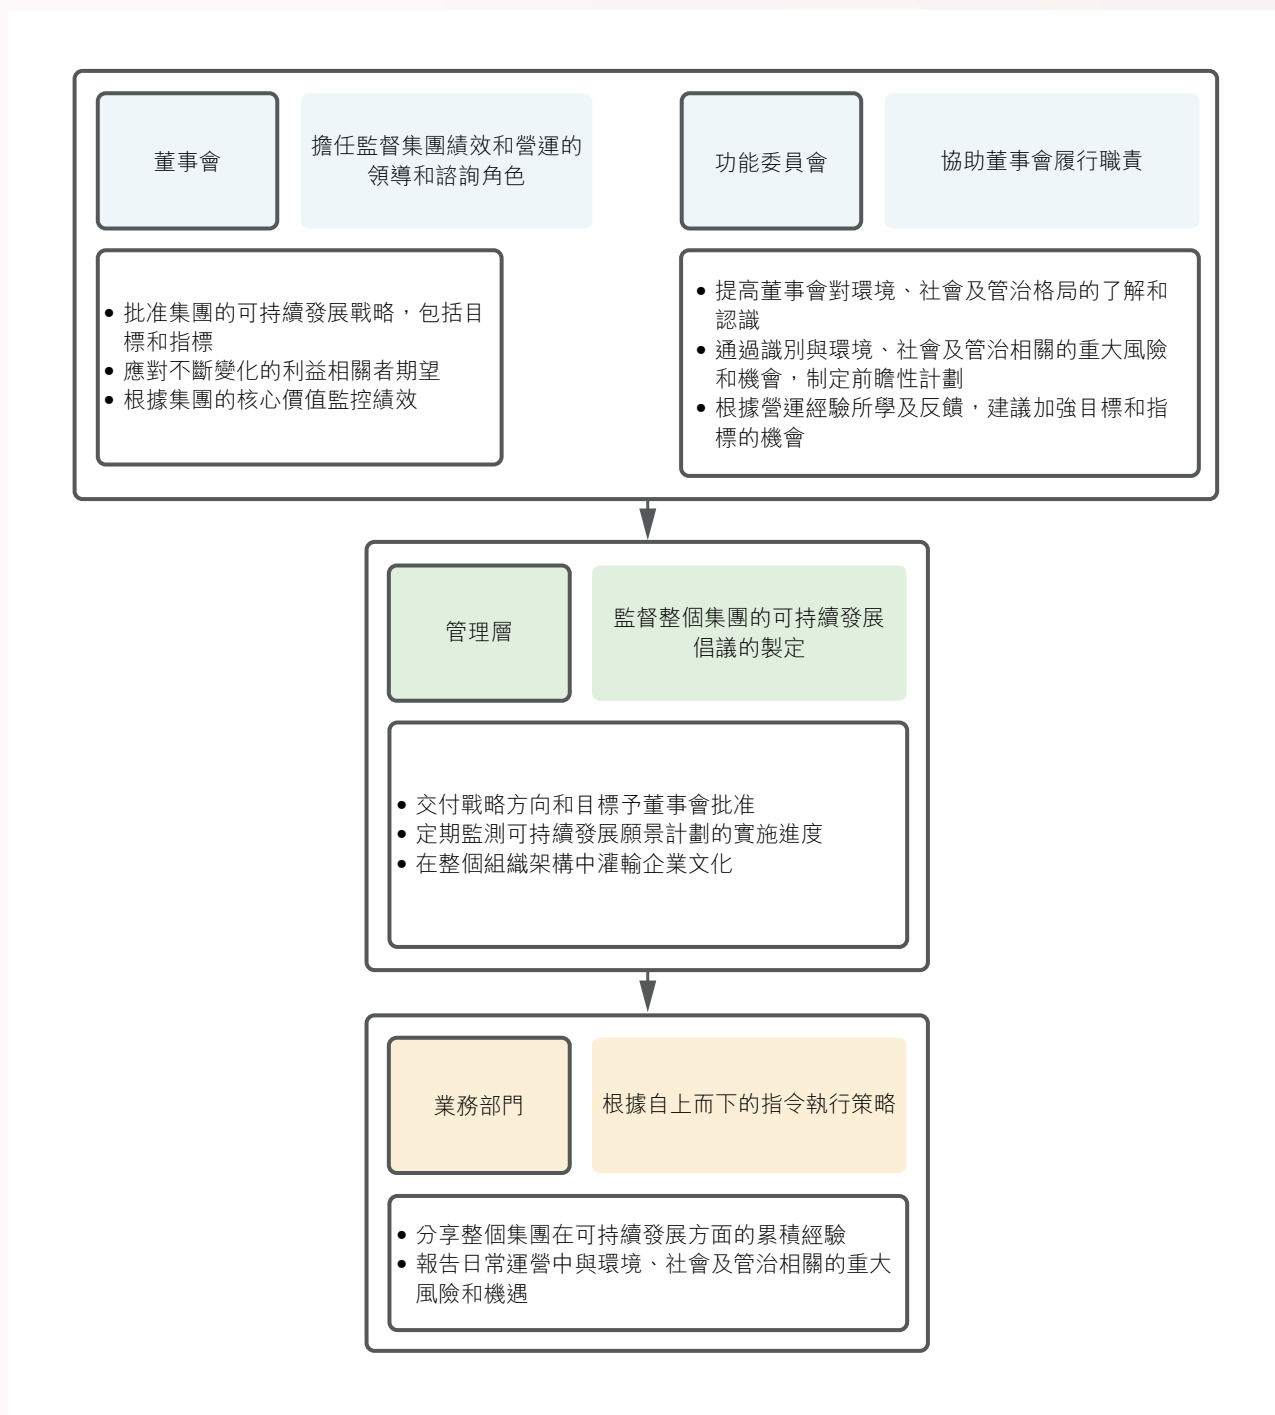 董事會
擔任監督集團績效和營運的
領導和諮詢角色
• 批准集團的可持續發展戰略，包括目
標和指標
• 應對不斷變化的利益相關者期望
• 根據集團的核心價值監控績效
功能委員會
協助董事會履行職責
• 提高董事會對環境、社會及管治格局的了解和
認識
• 通過識別與環境、社會及管治相關的重大風險
和機會，制定前瞻性計劃
• 根據營運經驗所學及反饋，建議加強目標和指
標的機會
管理層
監督整個集團的可持續發展
倡議的製定
• 交付戰略方向和目標予董事會批准
• 定期監測可持續發展願景計劃的實施進度
• 在整個組織架構中灌輸企業文化
業務部門
根據自上而下的指令執行策略
• 分享整個集團在可持續發展方面的累積經驗
• 報告日常運營中與環境、社會及管治相關的重大
風險和機遇